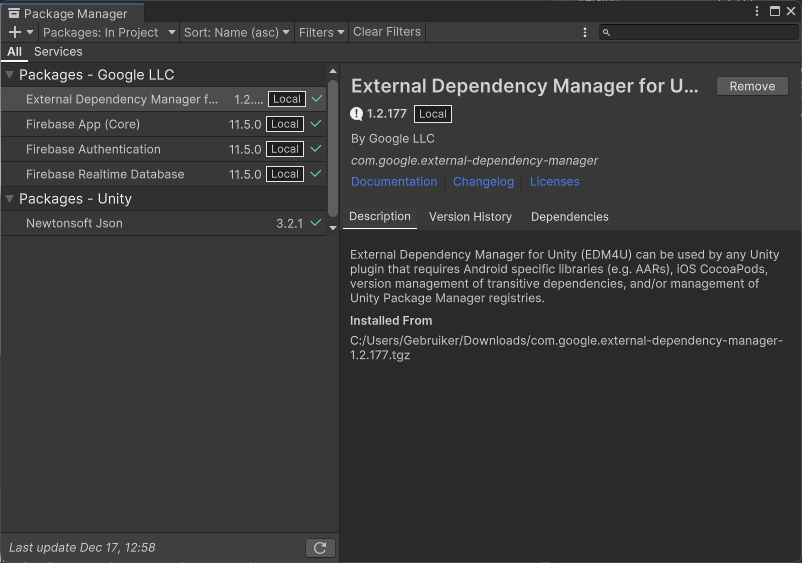 Package Manager
Packages: In Project Sort: Name (asc) Filters Clear Filters
All Services
Packages - Google LLC
External Dependency Manager f... 1.2.... Local
Firebase App (Core) 11.5.0 Local
Firebase Authentication 11.5.0 Local
Firebase Realtime Database 11.5.0 Local
Packages - Unity
Newtonsoft Json 3.2.1
Last update Dec 17, 12:58
External Dependency Manager for U... Remove
1.2.177 Local
By Google LLC
com.google.external-dependency-manager
Documentation Changelog Licenses
Description Version History Dependencies
External Dependency Manager for Unity (EDM4U) can be used by any Unity
plugin that requires Android specific libraries (e.g. AARs), iOS CocoaPods,
version management of transitive dependencies, and/or management of
Unity Package Manager registries.
Installed From
C:/Users/Gebruiker/Downloads/com.google.external-dependency-manager-
1.2.177.tgz